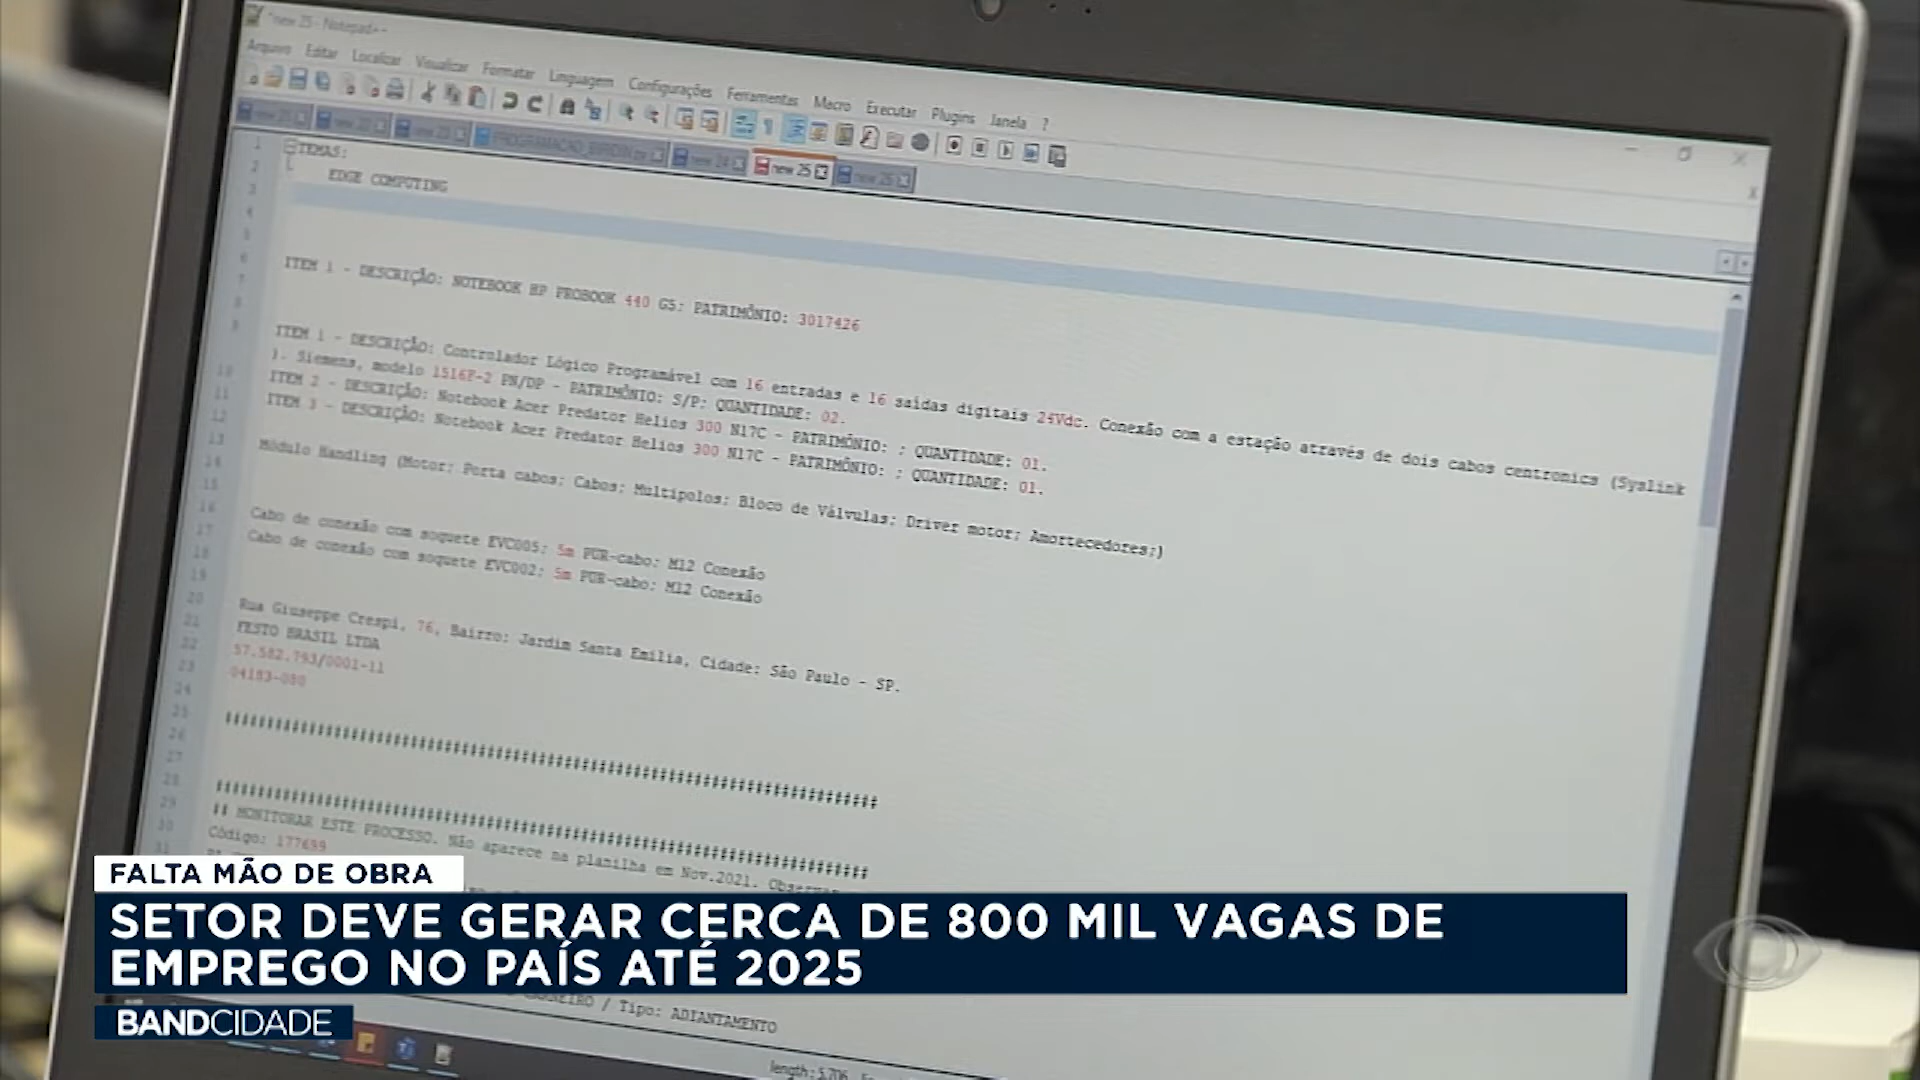 *new 25 - Notepad++
Arquivo Editar Localizar Visualizar Formatar Linguagem Configurações Ferramentas Macro Executar Plugins Janela ?
new 24 new 25 new 26
TEMAS:
EDGE COMPUTING
ITEM 1 - DESCRIÇÃO: NOTEBOOK HP PROBOOK 440 G5; PATRIMÔNIO: 3017426
ITEM 1 - DESCRIÇÃO: Controlador Lógico Programável com 16 entradas e 16 saídas digitais 24Vdc. Conexão com a estação através de dois cabos centronics (Syslink
). Siemens, modelo 1516F-2 PN/DP - PATRIMÔNIO: S/P; QUANTIDADE: 02.
ITEM 2 - DESCRIÇÃO: Notebook Acer Predator Helios 300 N17C - PATRIMÔNIO: ; QUANTIDADE: 01.
ITEM 3 - DESCRIÇÃO: Notebook Acer Predator Helios 300 N17C - PATRIMÔNIO: ; QUANTIDADE: 01.
Módulo Handling (Motor; Porta cabos; Cabos; Multipolos; Bloco de Válvulas; Driver motor; Amortecedores;)
Cabo de conexão com soquete EVC005; 5m PUR-cabo; M12 Conexão
Cabo de conexão com soquete EVC002; 5m PUR-cabo; M12 Conexão
Rua Giuseppe Crespi, 76, Bairro: Jardim Santa Emilia, Cidade: São Paulo - SP.
FESTO BRASIL LTDA
57.582.793/0001-11
04183-080
## MONITORAR ESTE PROCESSO. Não aparece na planilha em Nov.2021.
Código: 177699
FALTA MÃO DE OBRA
SETOR DEVE GERAR CERCA DE 800 MIL VAGAS DE
EMPREGO NO PAÍS ATÉ 2025
/ Tipo: ADIANTAMENTO
BANDCIDADE
length: 5.706